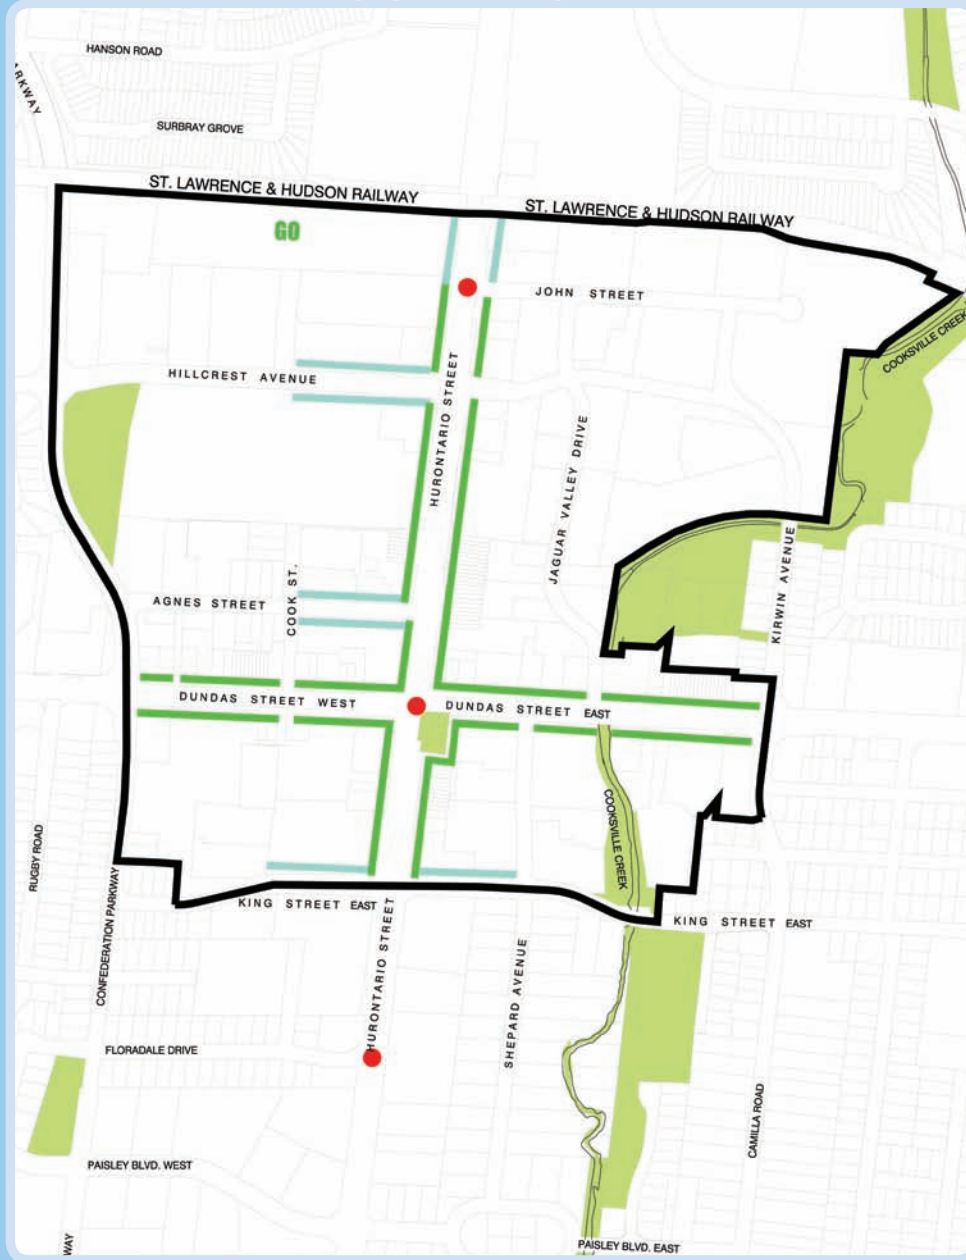 HANSON ROAD
ARKWAY
SURBRAY GROVE
ST. LAWRENCE & HUDSON RAILWAY
ST. LAWRENCE & HUDSON RAILWAY
GO
JOHN STREET
COOKSVILLE CREEK
HILLCREST AVENUE
HURONTARIO STREET
JAGUAR VALLEY DRIVE
KIRWIN AVENUE
AGNES STREET
COOK ST.
DUNDAS STREET WEST
DUNDAS STREET EAST
COOKSVILLE CREEK
RUGBY ROAD
CONFEDERATION PARKWAY
KING STREET EAST
KING STREET EAST
HURONTARIO STREET
SHEPARD AVENUE
FLORADALE DRIVE
CAMILLA ROAD
PAISLEY BLVD. WEST
WAY
PAISLEY BLVD. EAST